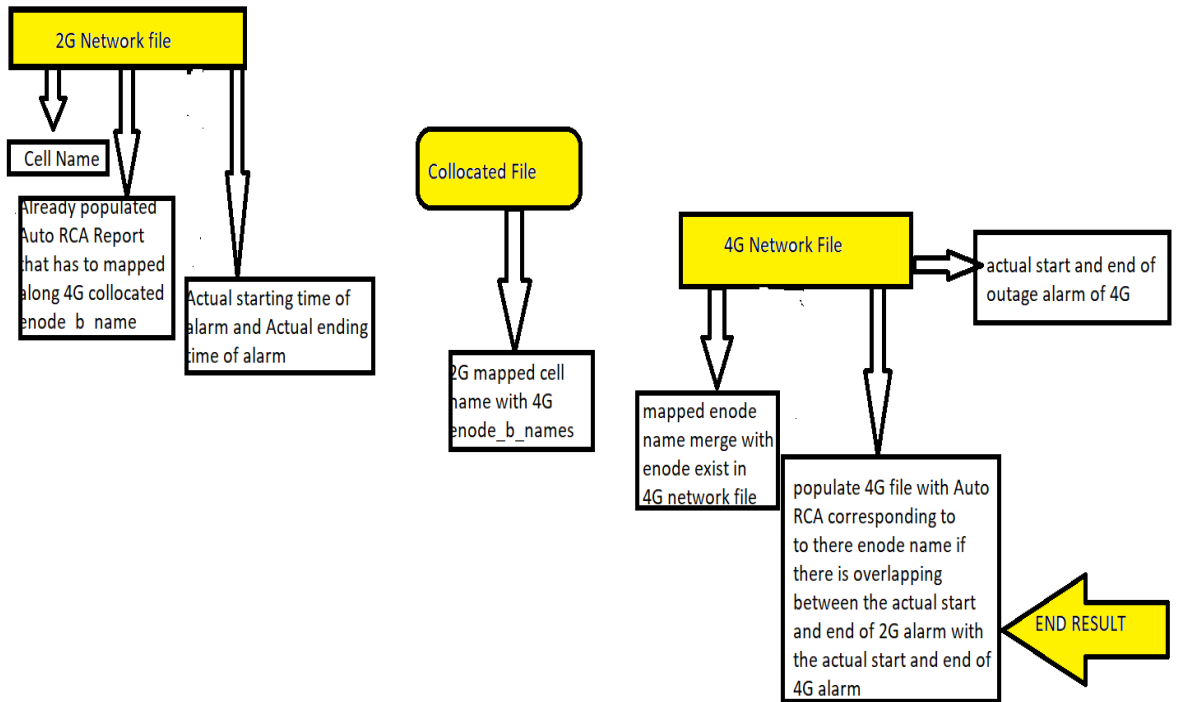 2G Network file
Cell Name
Already populated
Auto RCA Report
that has to mapped
along 4G collocated
enode_b_name
Actual starting time of
alarm and Actual ending
time of alarm
Collocated File
2G mapped cell
name with 4G
enode_b_names
4G Network File
actual start and end of
outage alarm of 4G
mapped enode
name merge with
enode exist in
4G network file
populate 4G file with Auto
RCA corresponding to
to there enode name if
there is overlapping
between the actual start
and end of 2G alarm with
the actual start and end of
4G alarm
END RESULT